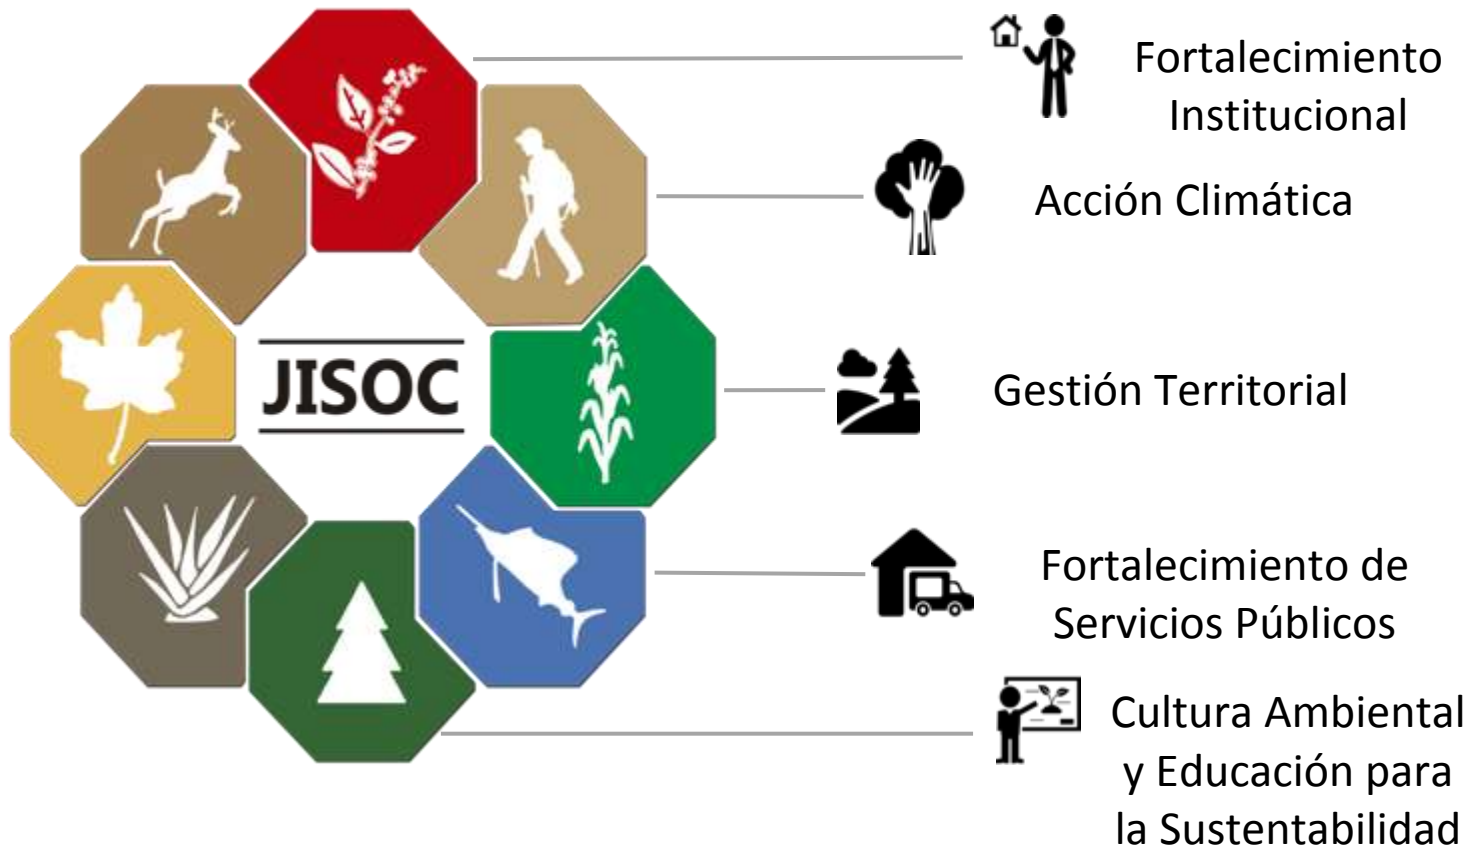 Fortalecimiento
Institucional
Acción Climática
JISOC
Gestión Territorial
Fortalecimiento de
Servicios Públicos
Cultura Ambiental
y Educación para
la Sustentabilidad